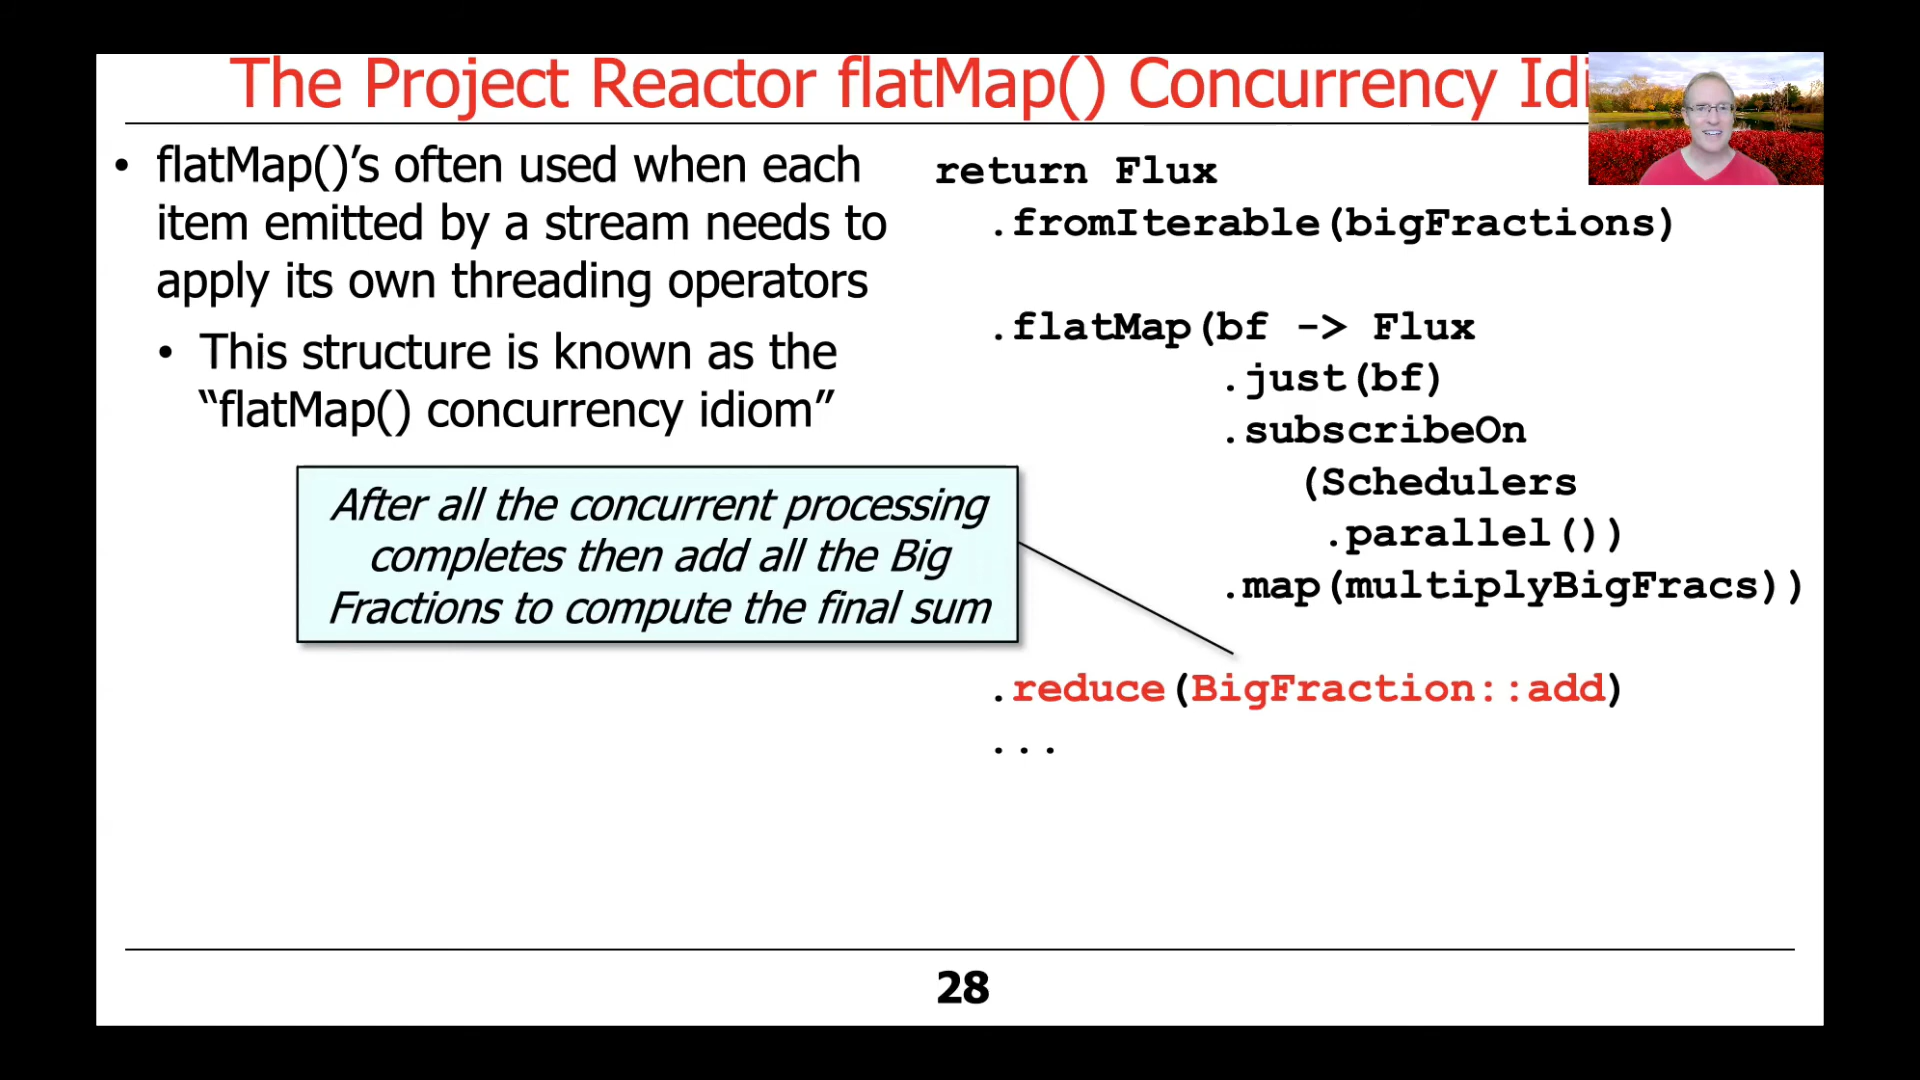 The Project Reactor flatMap() Concurrency
• flatMap()’s often used when each
item emitted by a stream needs to
apply its own threading operators
• This structure is known as the
“flatMap() concurrency idiom”
After all the concurrent processing
completes then add all the Big
Fractions to compute the final sum
return Flux
.fromIterable(bigFractions)
.flatMap(bf -> Flux
.just(bf)
.subscribeOn
(Schedulers
.parallel())
.map(multiplyBigFracs))
.reduce(BigFraction::add)
...
28